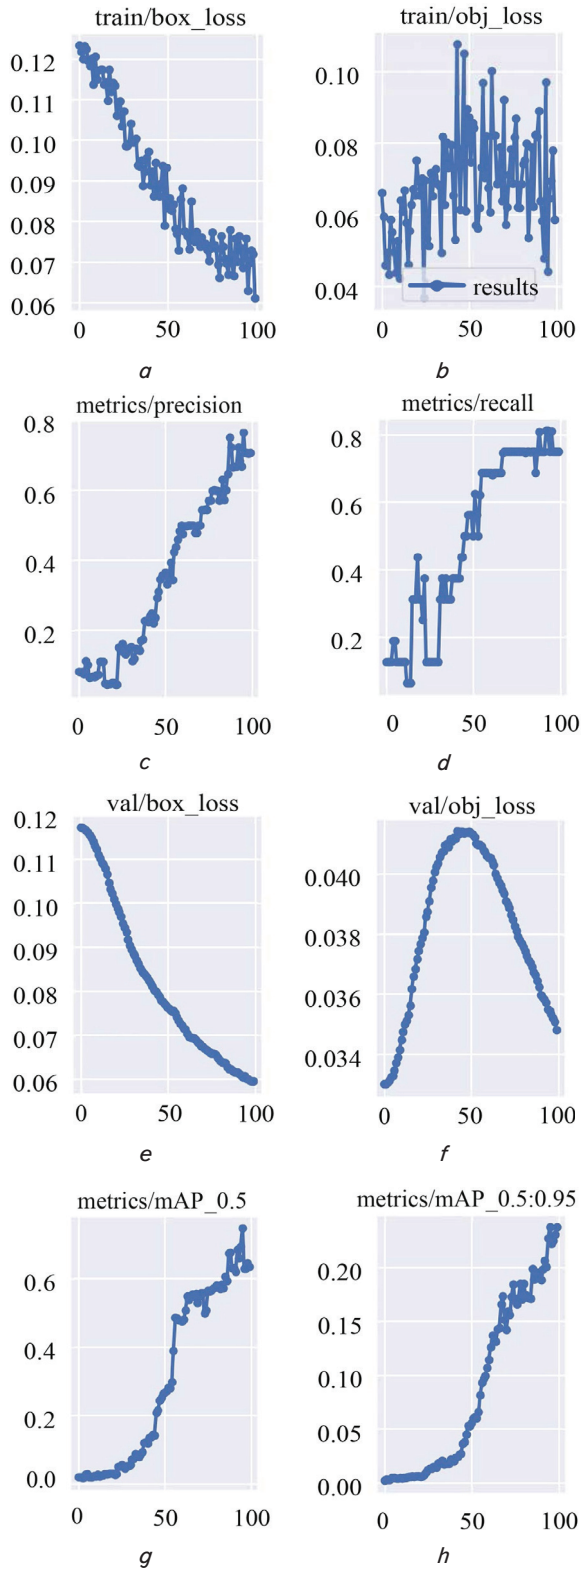 train/box_loss
0.12
0.11
0.10
0.09
0.08
0.07
0.06
0 50 100
a
train/obj_loss
0.10
0.08
0.06
0.04
results
0 50 100
b
metrics/precision
0.8
0.6
0.4
0.2
0 50 100
c
metrics/recall
0.8
0.6
0.4
0.2
0 50 100
d
val/box_loss
0.12
0.11
0.10
0.09
0.08
0.07
0.06
0 50 100
e
val/obj_loss
0.040
0.038
0.036
0.034
0 50 100
f
metrics/mAP_0.5
0.6
0.4
0.2
0.0
0 50 100
g
metrics/mAP_0.5:0.95
0.20
0.15
0.10
0.05
0.00
0 50 100
h